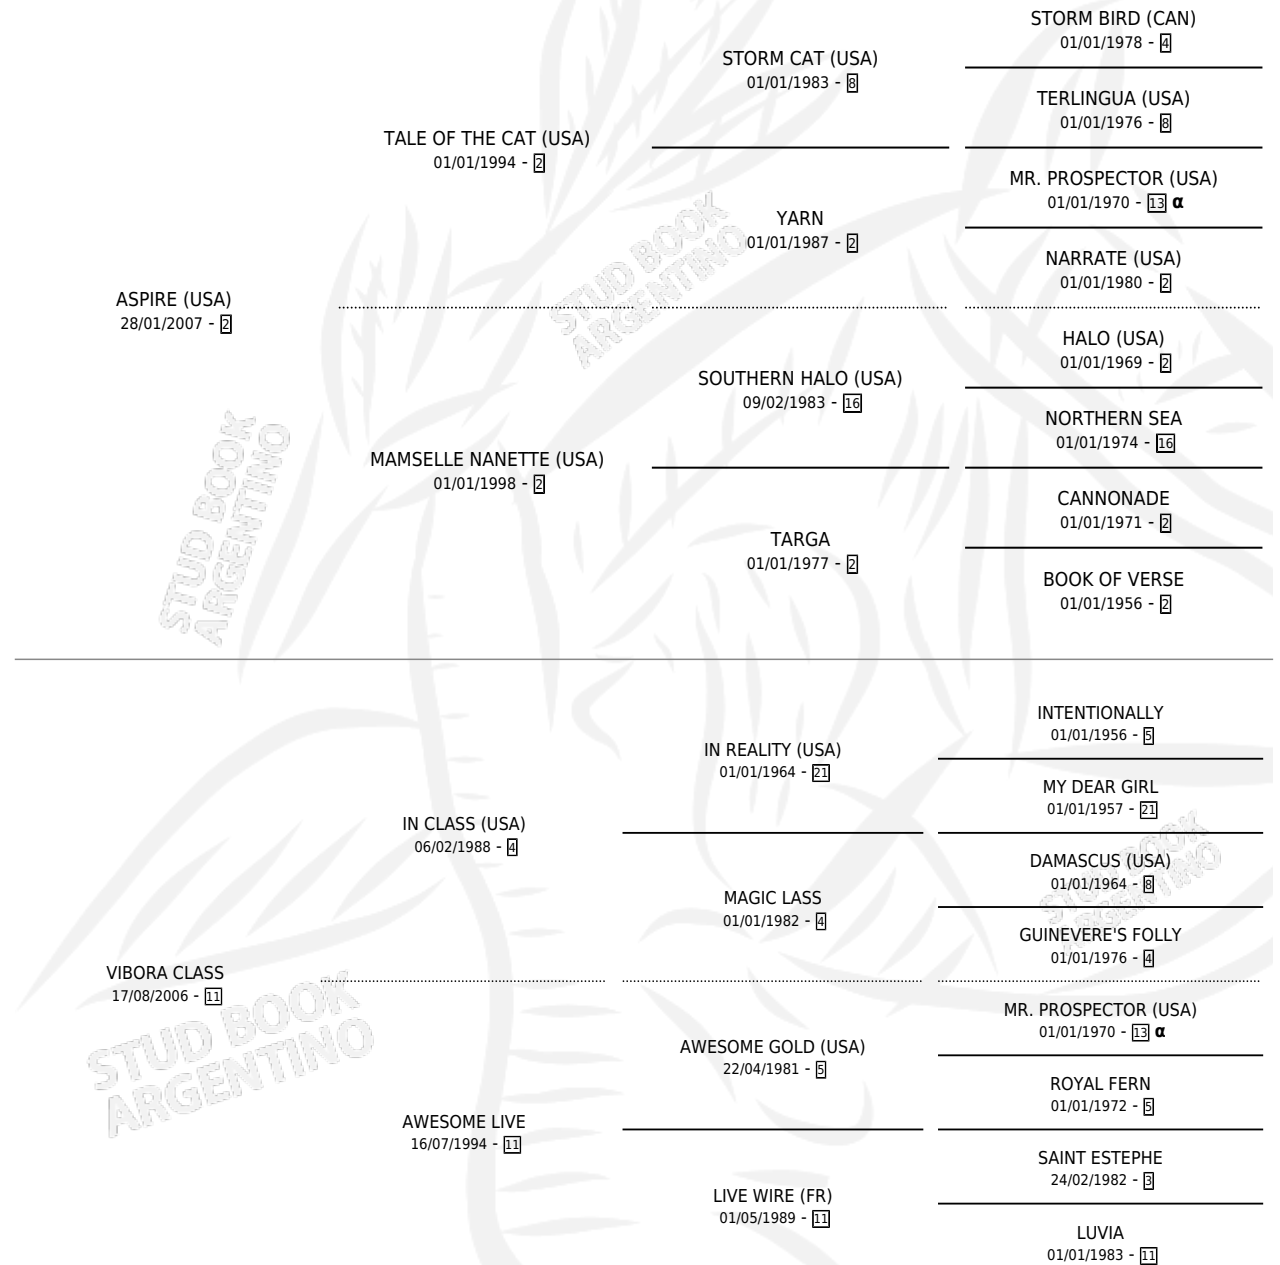 STORM BIRD (CAN)
01/01/1978 - 4
STORM CAT (USA)
01/01/1983 - 8
TERLINGUA (USA)
01/01/1976 - 8
TALE OF THE CAT (USA)
01/01/1994 - 2
MR. PROSPECTOR (USA)
01/01/1970 - 13 α
YARN
01/01/1987 - 2
NARRATE (USA)
01/01/1980 - 2
ASPIRE (USA)
28/01/2007 - 2
HALO (USA)
01/01/1969 - 2
SOUTHERN HALO (USA)
09/02/1983 - 16
NORTHERN SEA
01/01/1974 - 16
MAMSELLE NANETTE (USA)
01/01/1998 - 2
CANNONADE
01/01/1971 - 2
TARGA
01/01/1977 - 2
BOOK OF VERSE
01/01/1956 - 2
STUD BOOK
ARGENTINO
STUD BOOK
ARGENTINO
INTENTIONALLY
01/01/1956 - 5
IN REALITY (USA)
01/01/1964 - 21
MY DEAR GIRL
01/01/1957 - 21
IN CLASS (USA)
06/02/1988 - 4
DAMASCUS (USA)
01/01/1964 - 8
MAGIC LASS
01/01/1982 - 4
GUINEVERE'S FOLLY
01/01/1976 - 4
VIBORA CLASS
17/08/2006 - 11
MR. PROSPECTOR (USA)
01/01/1970 - 13 α
AWESOME GOLD (USA)
22/04/1981 - 5
ROYAL FERN
01/01/1972 - 5
AWESOME LIVE
16/07/1994 - 11
SAINT ESTEPHE
24/02/1982 - 3
LIVE WIRE (FR)
01/05/1989 - 11
LUVIA
01/01/1983 - 11
STUD BOOK
ARGENTINO
STUD BOOK
ARGENTINO